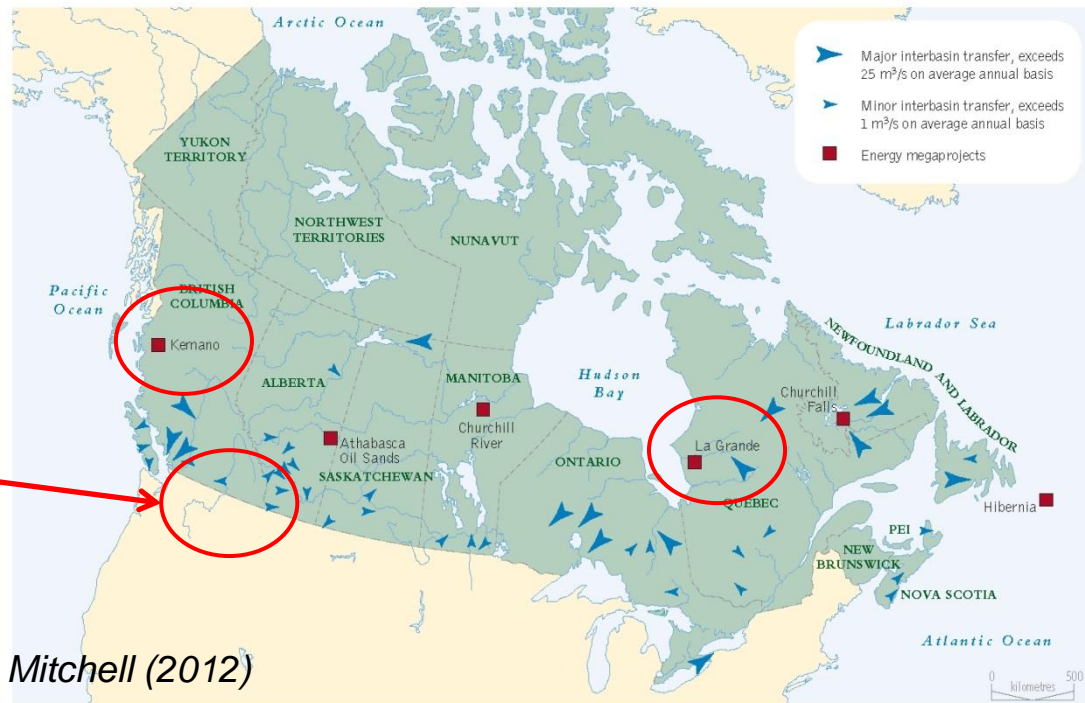 Arctic Ocean
Major interbasin transfer, exceeds
25 m³/s on average annual basis
Minor interbasin transfer, exceeds
1 m³/s on average annual basis
Energy megaprojects
YUKON
TERRITORY
NORTHWEST
TERRITORIES
NUNAVUT
Pacific
Ocean
BRITISH
COLUMBIA
Kemano
Labrador Sea
NEWFOUNDLAND AND LABRADOR
ALBERTA
MANITOBA
Hudson
Bay
Churchill
Falls
Churchill
River
Athabasca
Oil Sands
SASKATCHEWAN
ONTARIO
La Grande
QUEBEC
Hibernia
PEI
NEW
BRUNSWICK
NOVA SCOTIA
Atlantic Ocean
Mitchell (2012)
0 500
kilometres